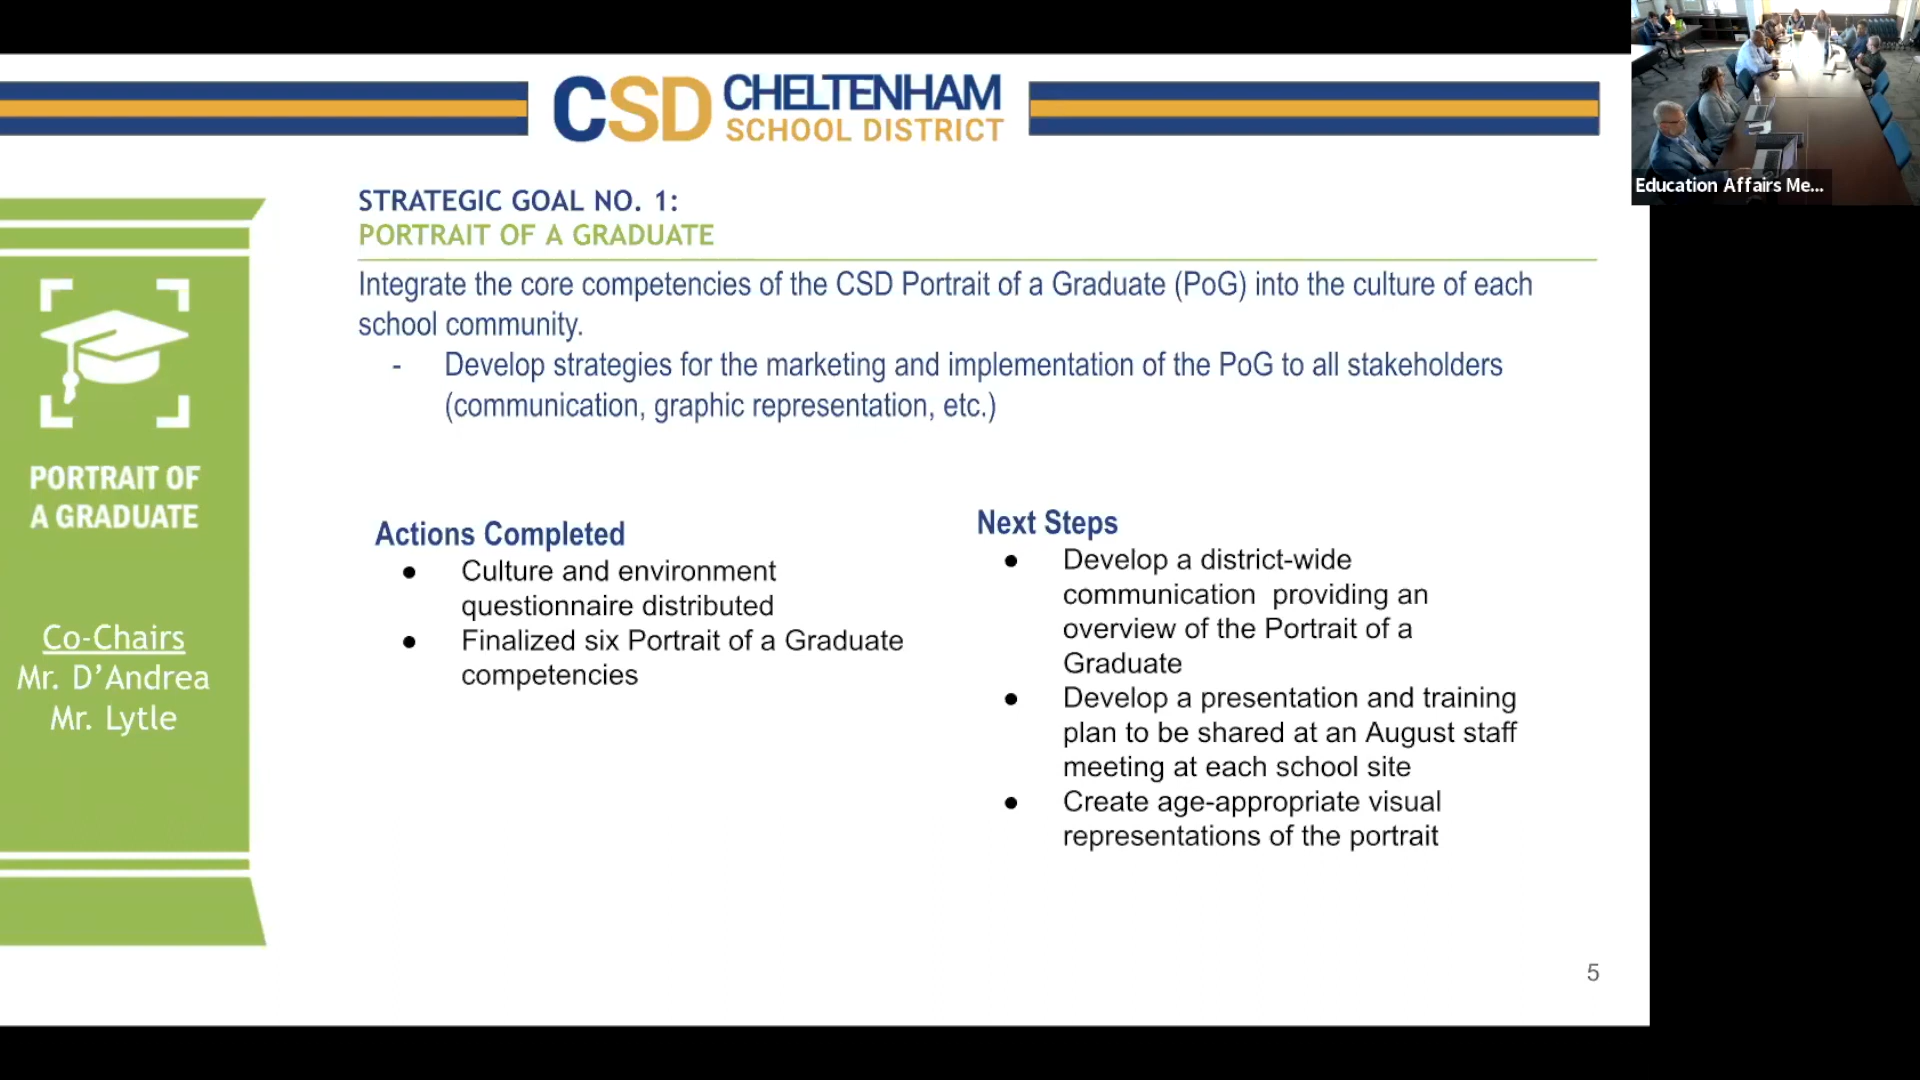 CSD CHELTENHAM
SCHOOL DISTRICT
Education Affairs Me...
STRATEGIC GOAL NO. 1:
PORTRAIT OF A GRADUATE
Integrate the core competencies of the CSD Portrait of a Graduate (PoG) into the culture of each
school community.
- Develop strategies for the marketing and implementation of the PoG to all stakeholders
(communication, graphic representation, etc.)
PORTRAIT OF
A GRADUATE
Co-Chairs
Mr. D’Andrea
Mr. Lytle
Actions Completed
● Culture and environment
questionnaire distributed
● Finalized six Portrait of a Graduate
competencies
Next Steps
● Develop a district-wide
communication  providing an
overview of the Portrait of a
Graduate
● Develop a presentation and training
plan to be shared at an August staff
meeting at each school site
● Create age-appropriate visual
representations of the portrait
5